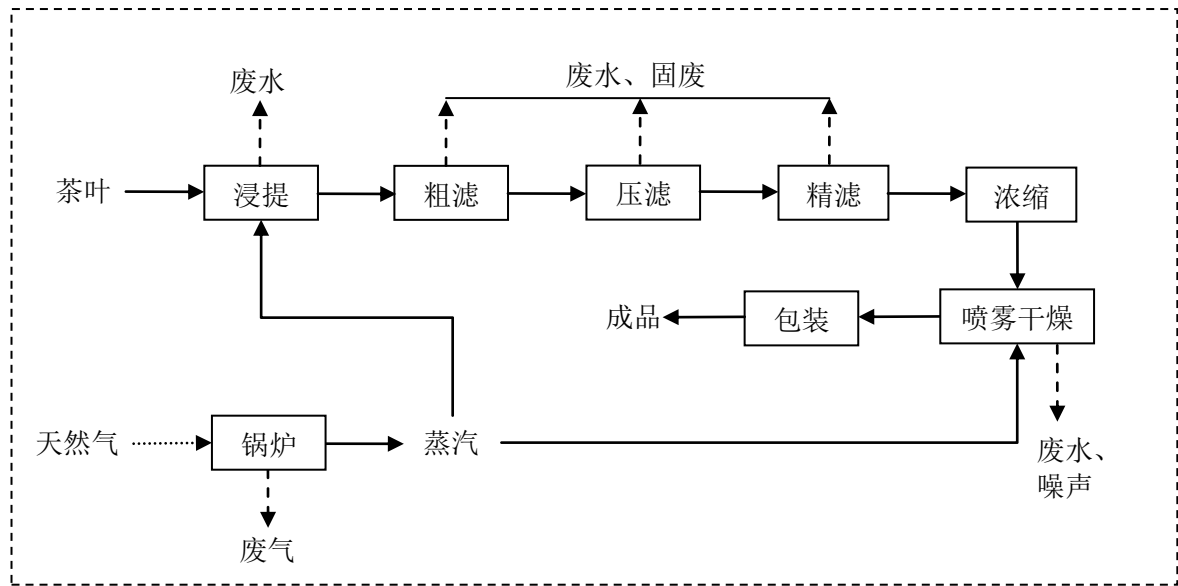 废水
废水、固废
茶叶
浸提
粗滤
压滤
精滤
浓缩
成品
包装
喷雾干燥
天然气
锅炉
蒸汽
废水、
噪声
废气